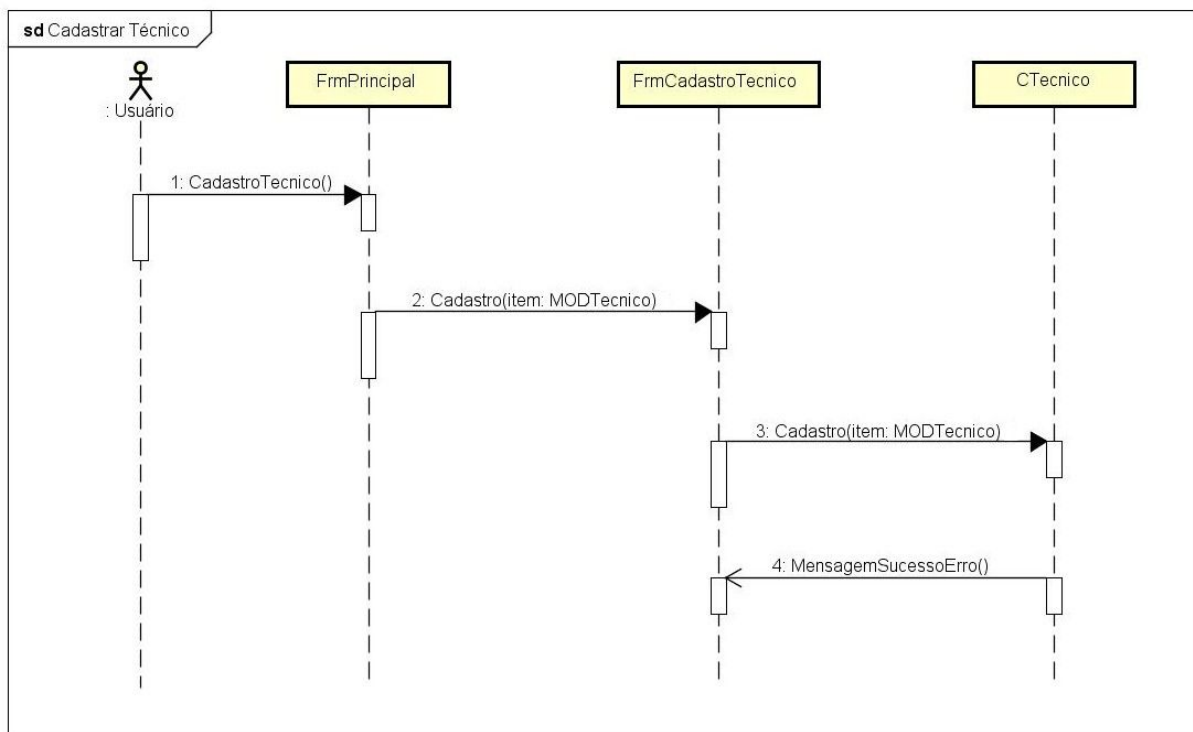 sd Cadastrar Técnico
: Usuário
FrmPrincipal
FrmCadastroTecnico
CTecnico
1: CadastroTecnico()
2: Cadastro(item: MODTecnico)
3: Cadastro(item: MODTecnico)
4: MensagemSucessoErro()